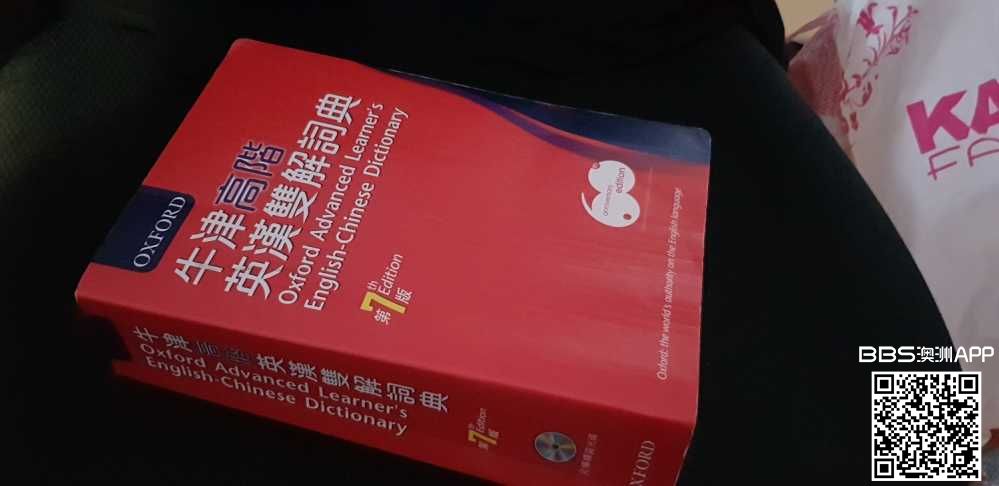 OXFORD
牛津高階
英漢雙解詞典
Oxford Advanced Learner's
English-Chinese Dictionary
第7th Edition版
60
anniversary
edition
Oxford: the world's authority on the English language
牛津高階英漢雙解詞典
Oxford Advanced Learner's
English-Chinese Dictionary
第7th Edition版
OXFORD
KA
BBS澳洲APP